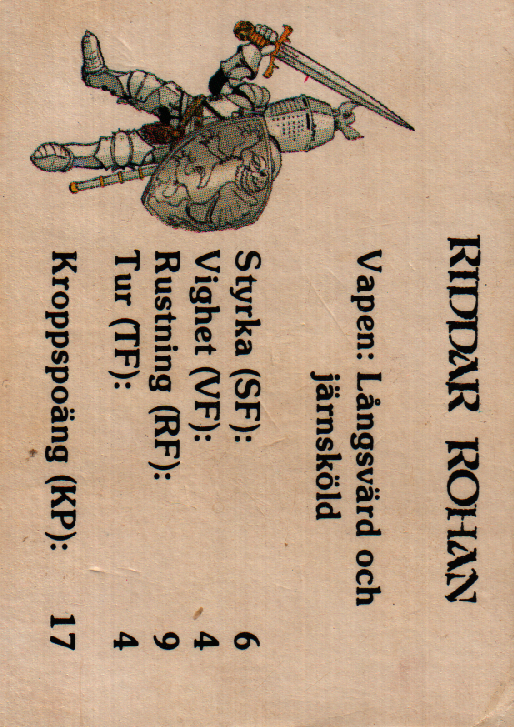 RIDDAR ROHAN
Vapen: Långsvärd och
järnsköld
Styrka (SF): 6
Vighet (VF): 4
Rustning (RF): 9
Tur (TF): 4
Kroppspoäng (KP): 17